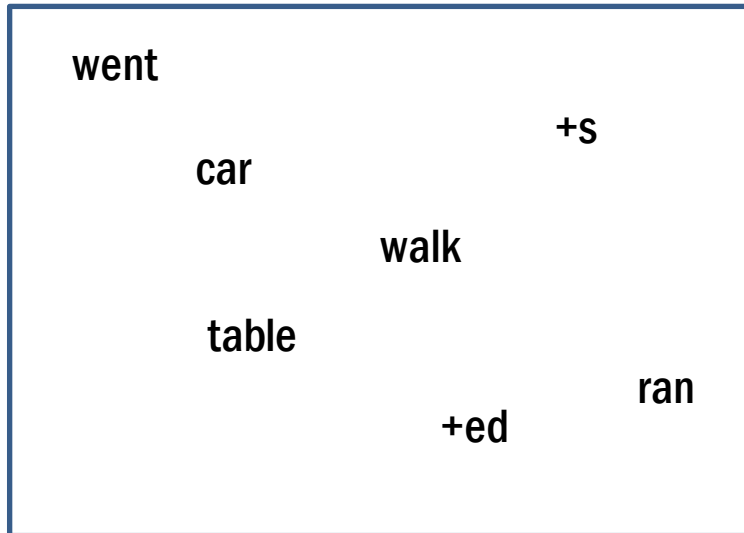 went
+s
car
walk
table
ran
+ed